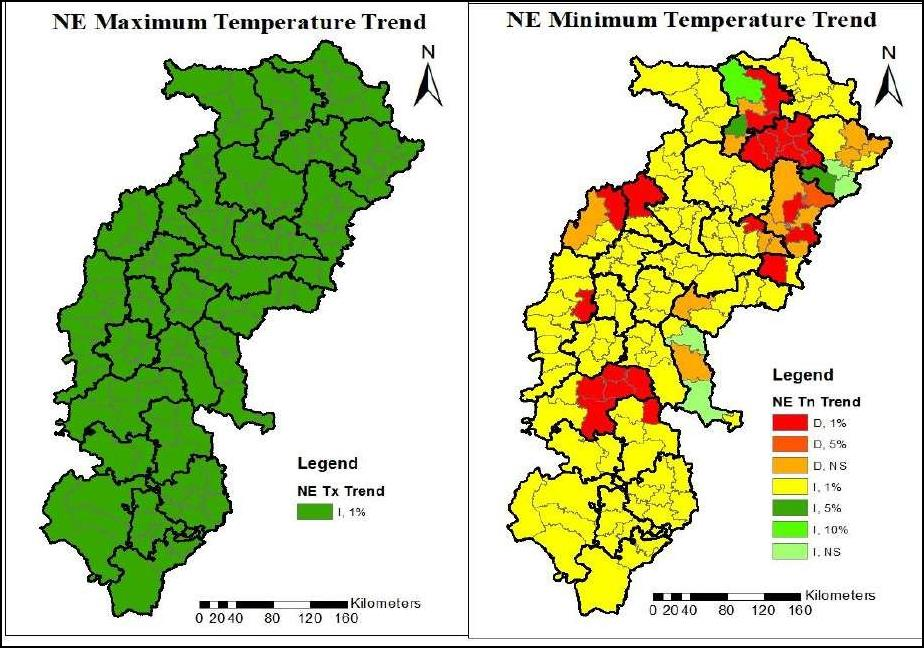 NE Maximum Temperature Trend
N
Legend
NE Tx Trend
I, 1%
Kilometers
0 20 40 80 120 160
NE Minimum Temperature Trend
N
Legend
NE Tn Trend
D, 1%
D, 5%
D, NS
I, 1%
I, 5%
I, 10%
I, NS
Kilometers
0 20 40 80 120 160